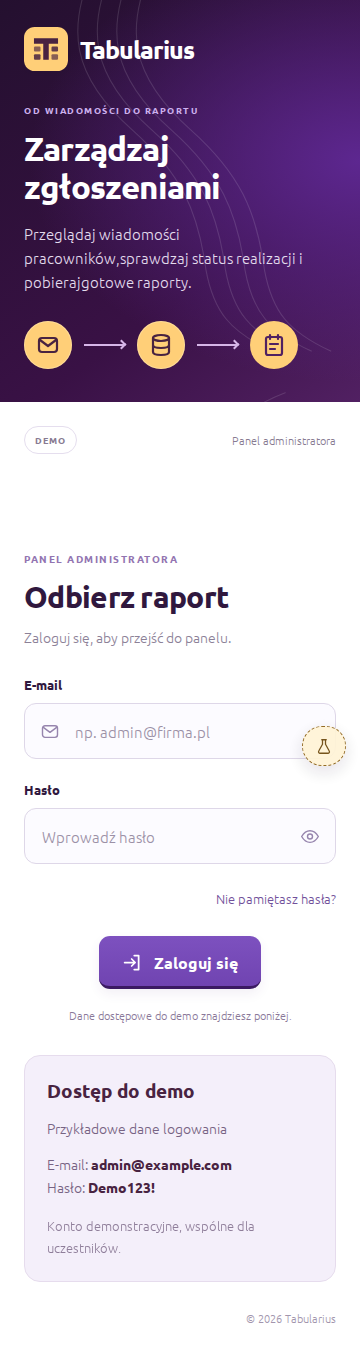 Tabularius
OD WIADOMOŚCI DO RAPORTU
Zarządzaj
zgłoszeniami
Przeglądaj wiadomości
pracowników,sprawdzaj status realizacji i
pobierajgotowe raporty.
DEMO
Panel administratora
PANEL ADMINISTRATORA
Odbierz raport
Zaloguj się, aby przejść do panelu.
E-mail
np. admin@firma.pl
Hasło
Wprowadź hasło
Nie pamiętasz hasła?
Zaloguj się
Dane dostępowe do demo znajdziesz poniżej.
Dostęp do demo
Przykładowe dane logowania
E-mail: admin@example.com
Hasło: Demo123!
Konto demonstracyjne, wspólne dla
uczestników.
© 2026 Tabularius